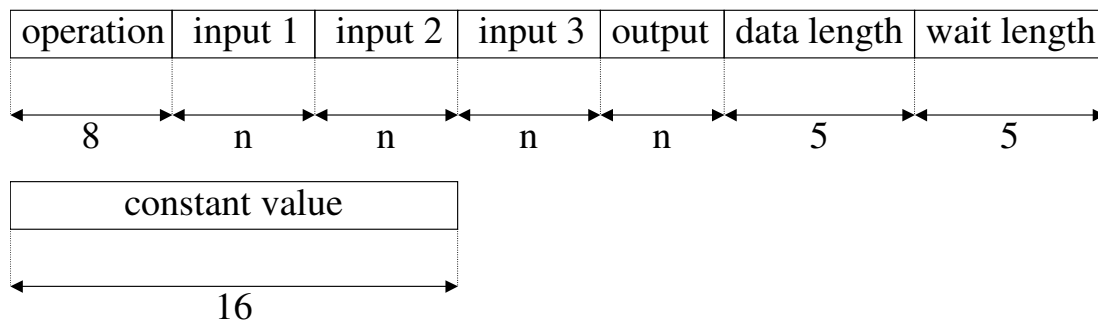 operation input 1 input 2 input 3 output data length wait length
8 n n n n 5 5
constant value
16